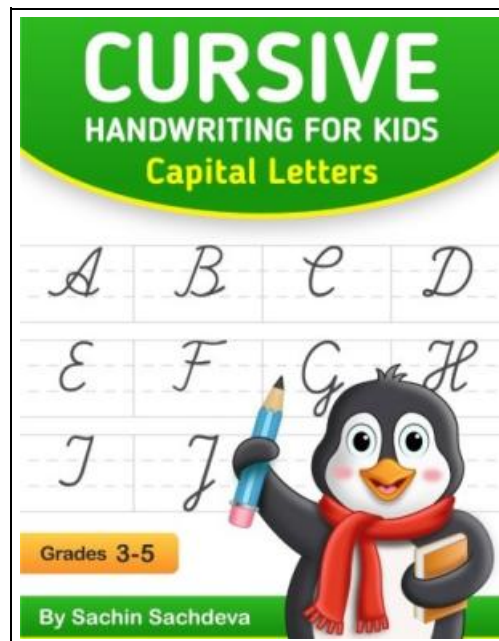 CURSIVE
HANDWRITING FOR KIDS
Capital Letters
A B C D
E F G H
I J
Grades 3-5
By Sachin Sachdeva